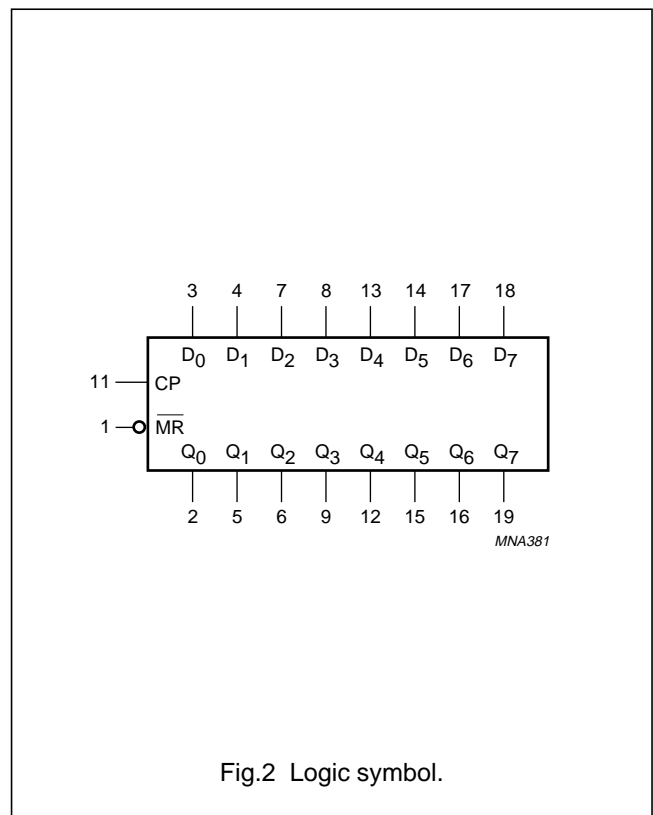 3 4 7 8 13 14 17 18
D0 D1 D2 D3 D4 D5 D6 D7
11 CP
1 M̅R̅
Q0 Q1 Q2 Q3 Q4 Q5 Q6 Q7
2 5 6 9 12 15 16 19
MNA381
Fig.2 Logic symbol.